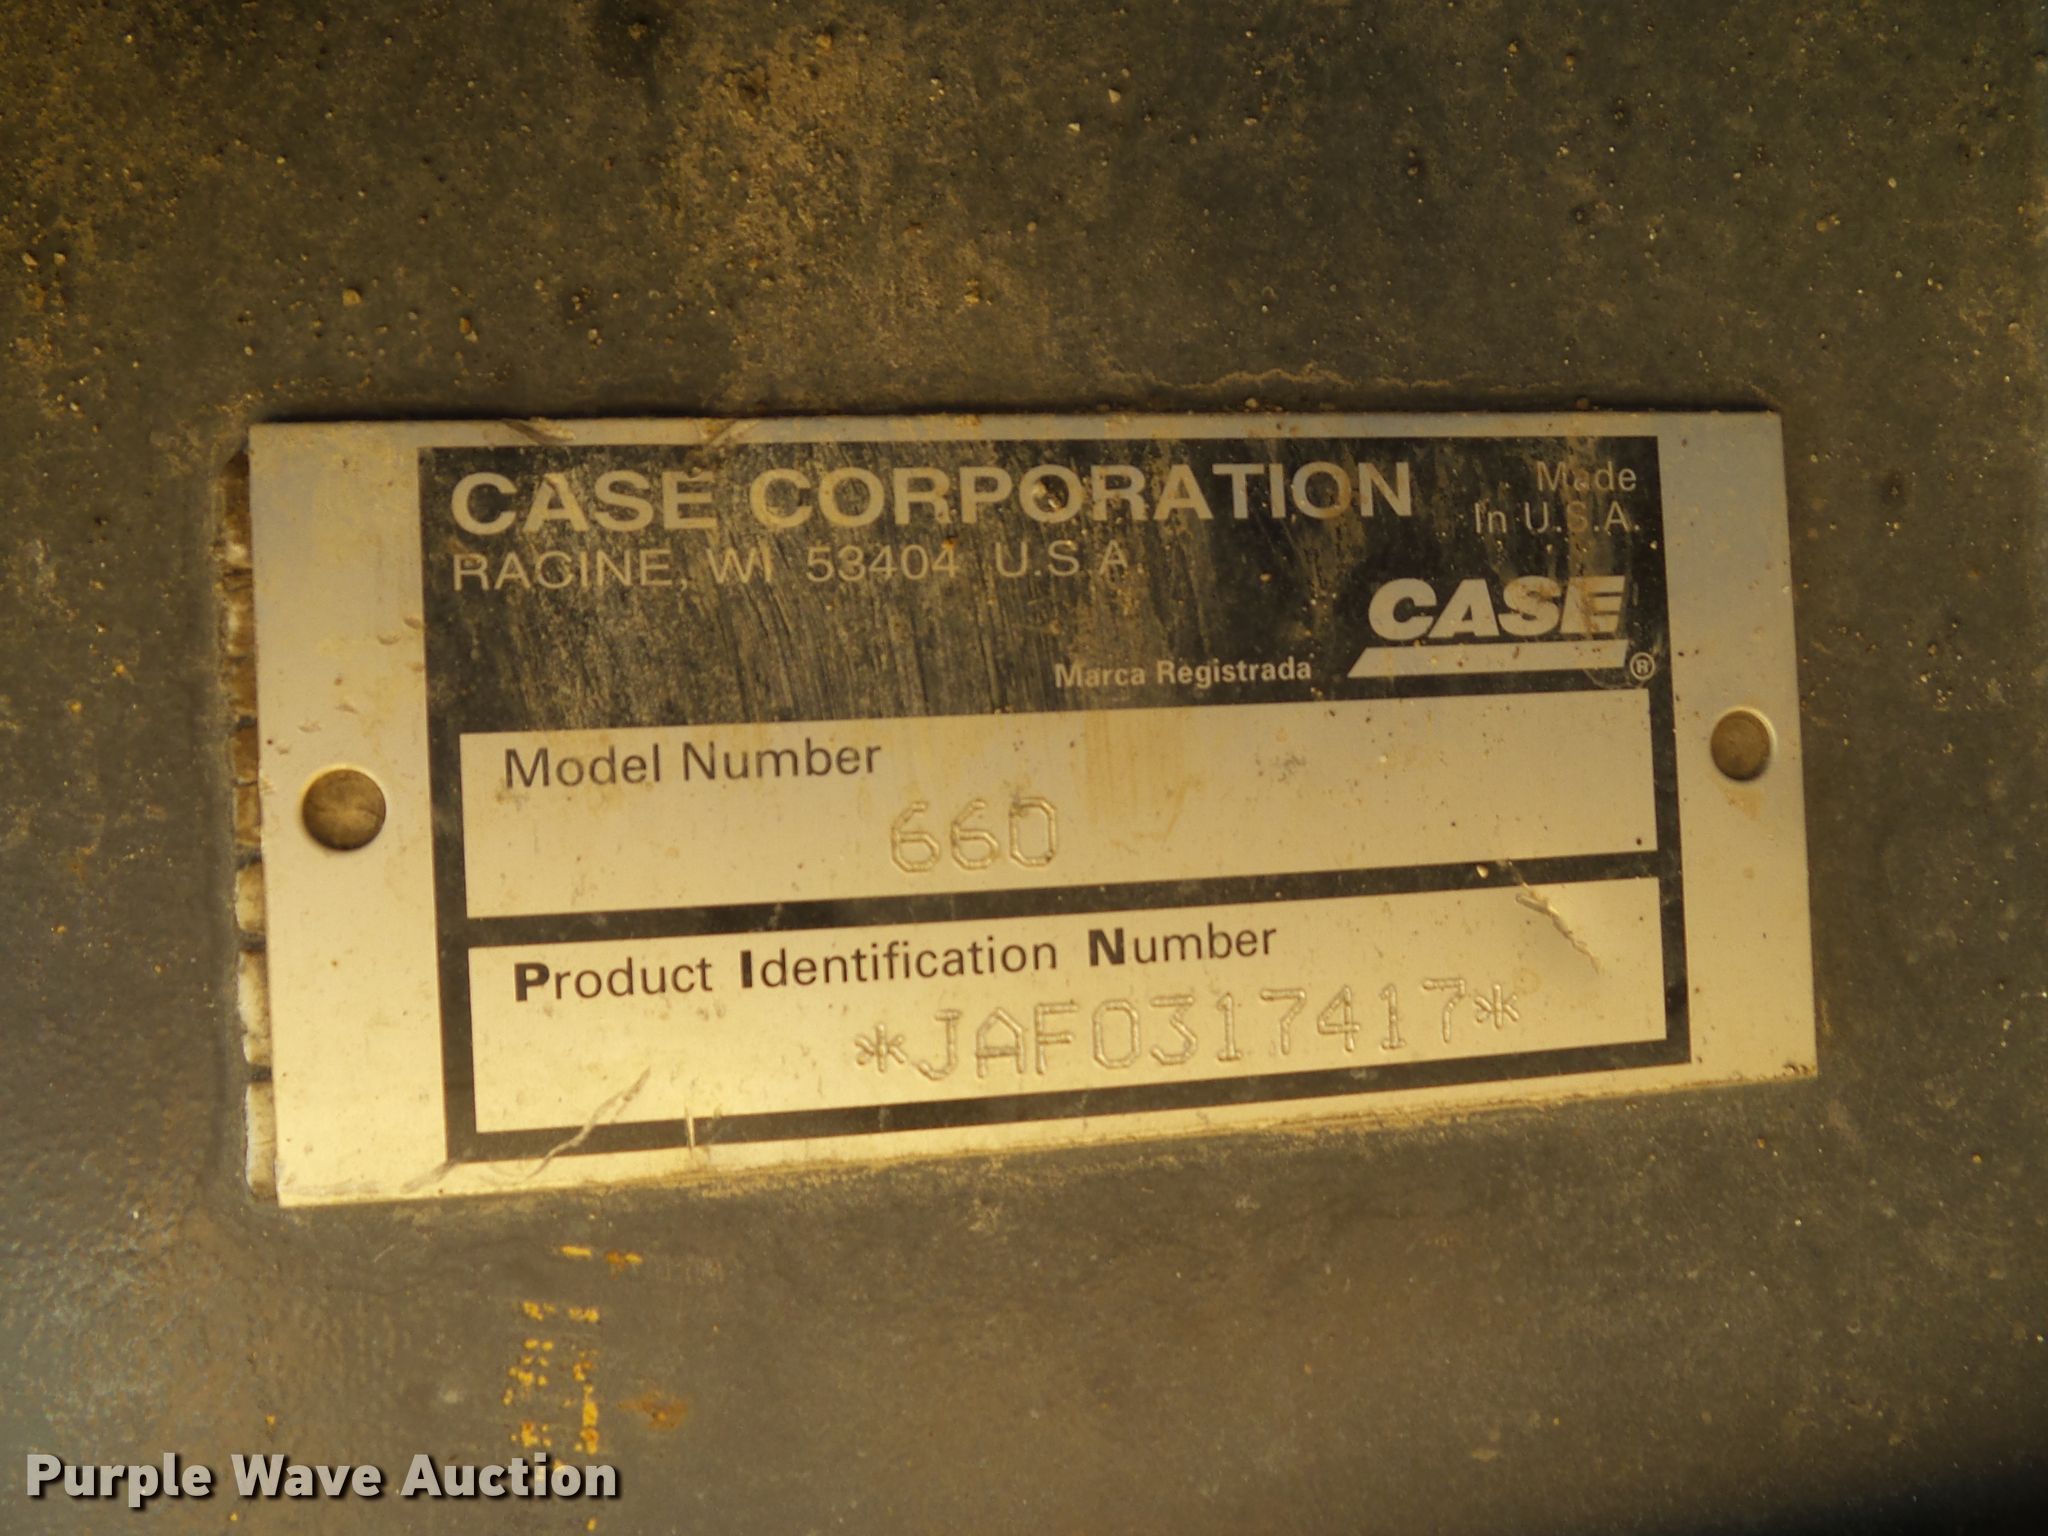 CASE CORPORATION
Made
In U.S.A.
RACINE, WI 53404 U.S.A.
CASE
Marca Registrada ®
Model Number
660
Product Identification Number
*JAF0317417*
Purple Wave Auction